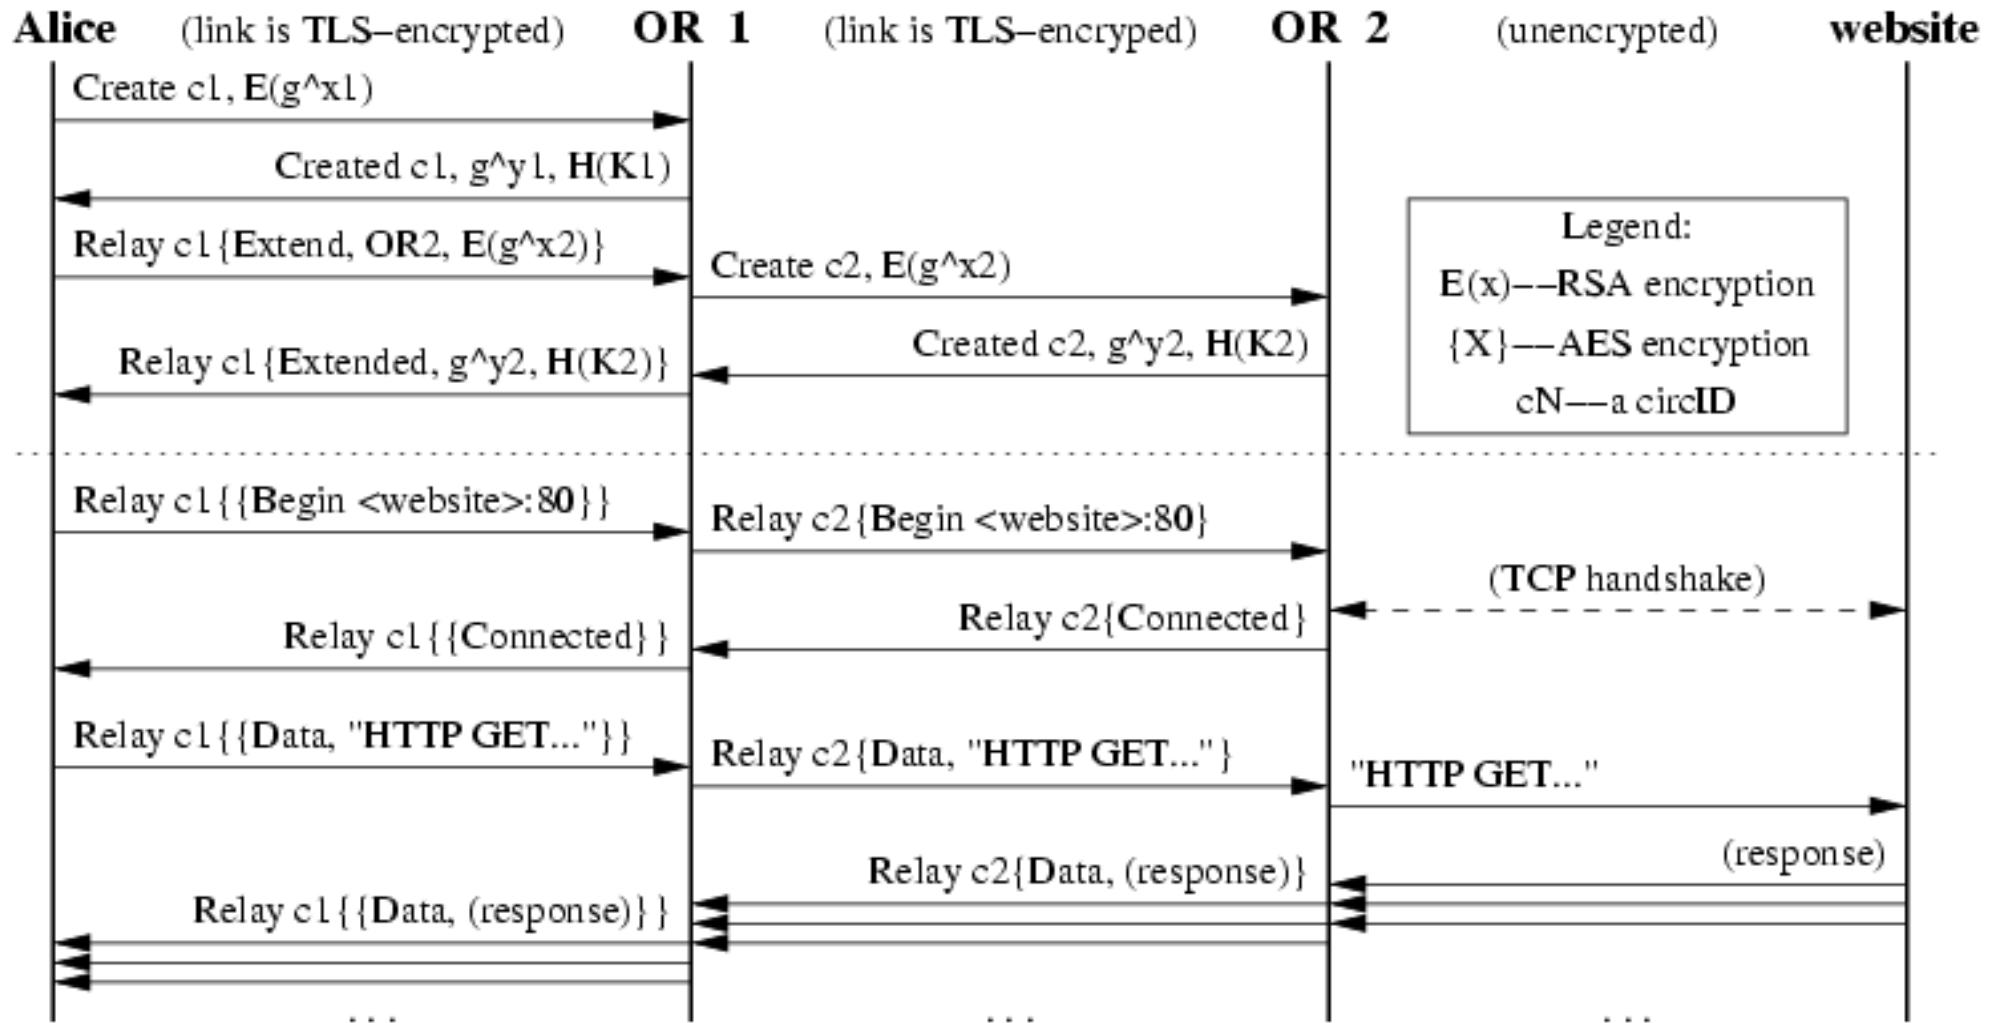 Alice (link is TLS–encrypted) OR 1 (link is TLS–encryped) OR 2 (unencrypted) website
Create c1, E(g^x1)
Created c1, g^y1, H(K1)
Relay c1{Extend, OR2, E(g^x2)}
Create c2, E(g^x2)
Created c2, g^y2, H(K2)
Relay c1{Extended, g^y2, H(K2)}
Legend:
E(x)––RSA encryption
{X}––AES encryption
cN––a circID
Relay c1{{Begin <website>:80}}
Relay c2{Begin <website>:80}
(TCP handshake)
Relay c2{Connected}
Relay c1{{Connected}}
Relay c1{{Data, "HTTP GET..."}}
Relay c2{Data, "HTTP GET..."}
"HTTP GET..."
(response)
Relay c2{Data, (response)}
Relay c1{{Data, (response)}}
. . . . . . . . .